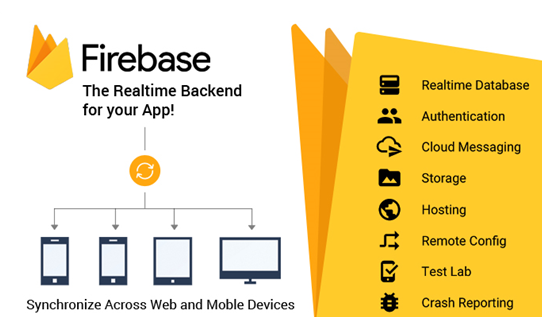 Firebase
The Realtime Backend
for your App!
Synchronize Across Web and Moble Devices
Realtime Database
Authentication
Cloud Messaging
Storage
Hosting
Remote Config
Test Lab
Crash Reporting